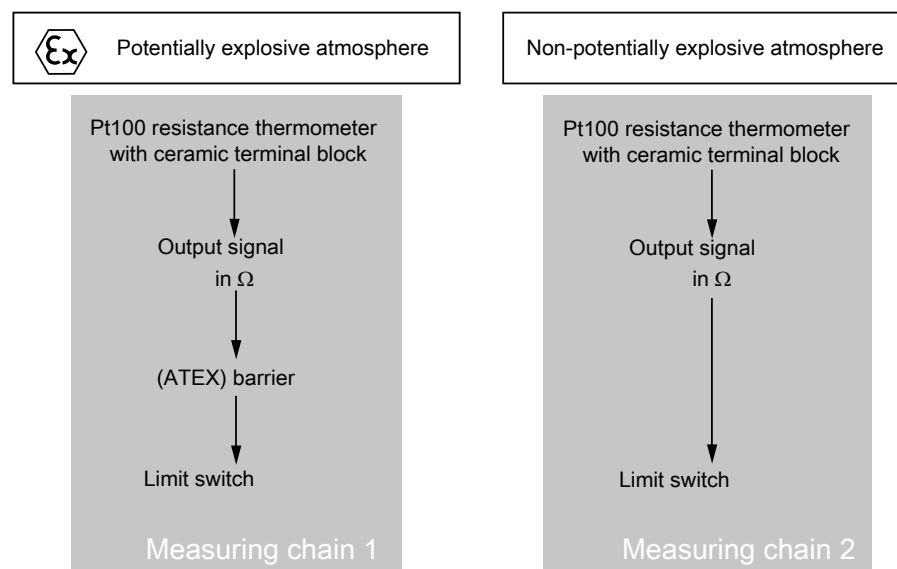 Ex Potentially explosive atmosphere
Pt100 resistance thermometer
with ceramic terminal block
Output signal
in Ω
(ATEX) barrier
Limit switch
Measuring chain 1
Non-potentially explosive atmosphere
Pt100 resistance thermometer
with ceramic terminal block
Output signal
in Ω
Limit switch
Measuring chain 2